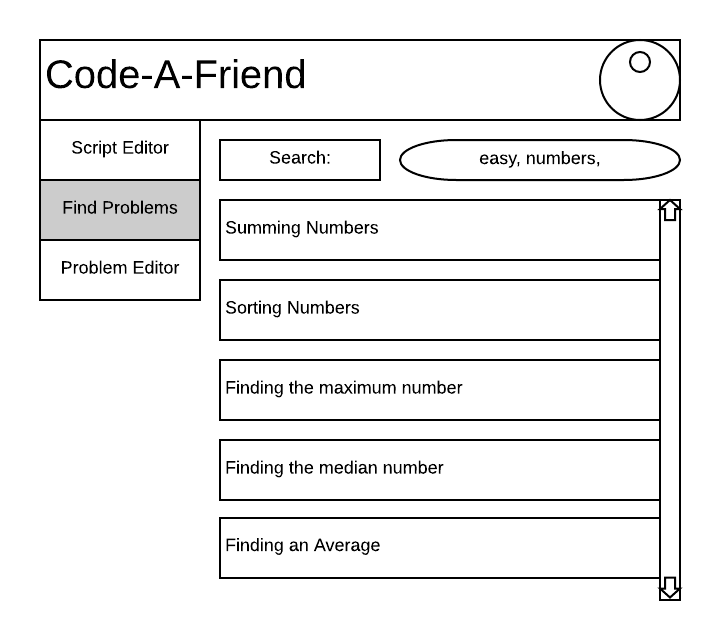 Code-A-Friend
Script Editor
Find Problems
Problem Editor
Search:
easy, numbers,
Summing Numbers
Sorting Numbers
Finding the maximum number
Finding the median number
Finding an Average